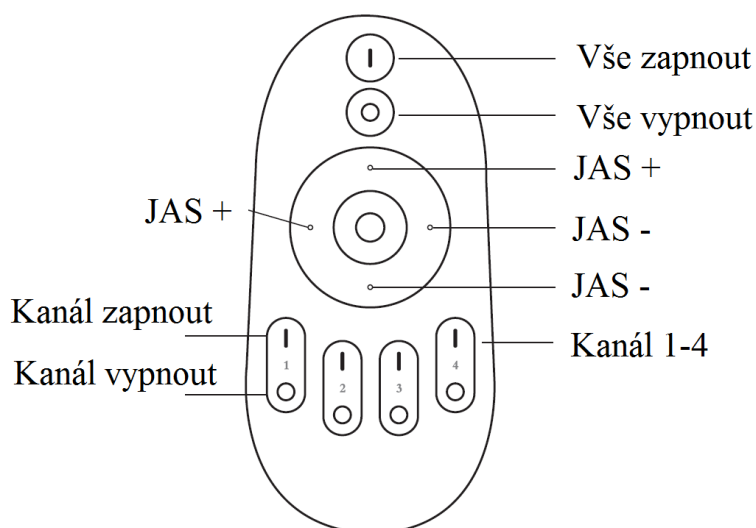 Vše zapnout
Vše vypnout
JAS +
JAS +
JAS -
JAS -
Kanál zapnout
Kanál 1-4
Kanál vypnout
1
2
3
4